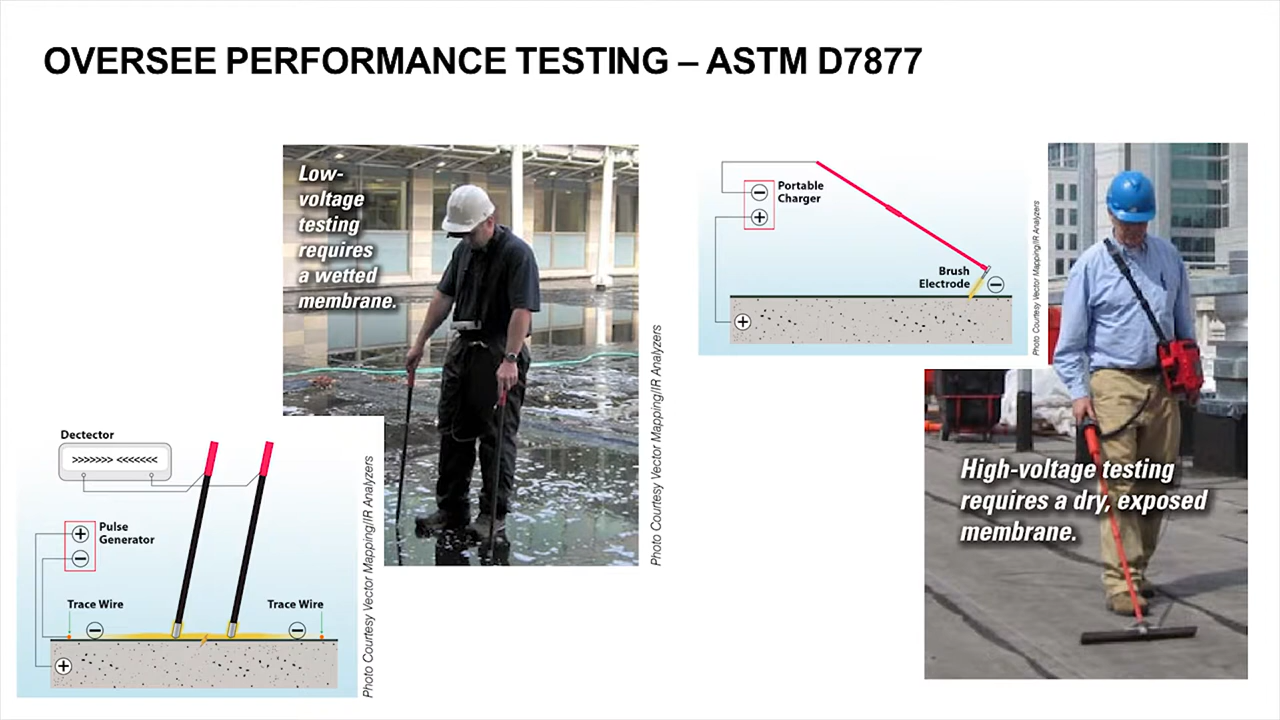 OVERSEE PERFORMANCE TESTING – ASTM D7877
Low-
voltage
testing
requires
a wetted
membrane.
Photo Courtesy Vector Mapping/IR Analyzers
Dectector
>>>>>>> <<<<<<<
+
−
Pulse
Generator
Trace Wire
−
Trace Wire
−
+
Photo Courtesy Vector Mapping/IR Analyzers
−
+
Portable
Charger
Brush
Electrode
−
+
Photo Courtesy Vector Mapping/IR Analyzers
High-voltage testing
requires a dry, exposed
membrane.